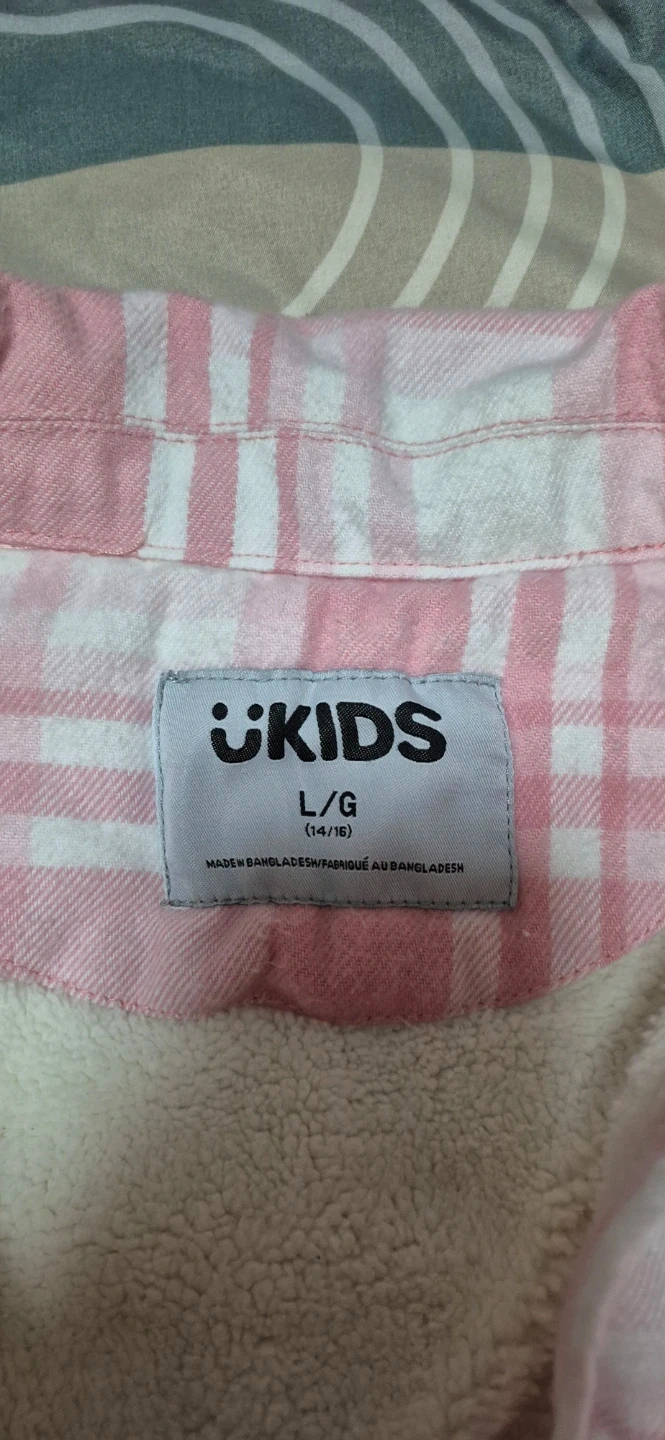 ÜKIDS
L/G
(14/16)
MADE IN BANGLADESH/FABRIQUÉ AU BANGLADESH